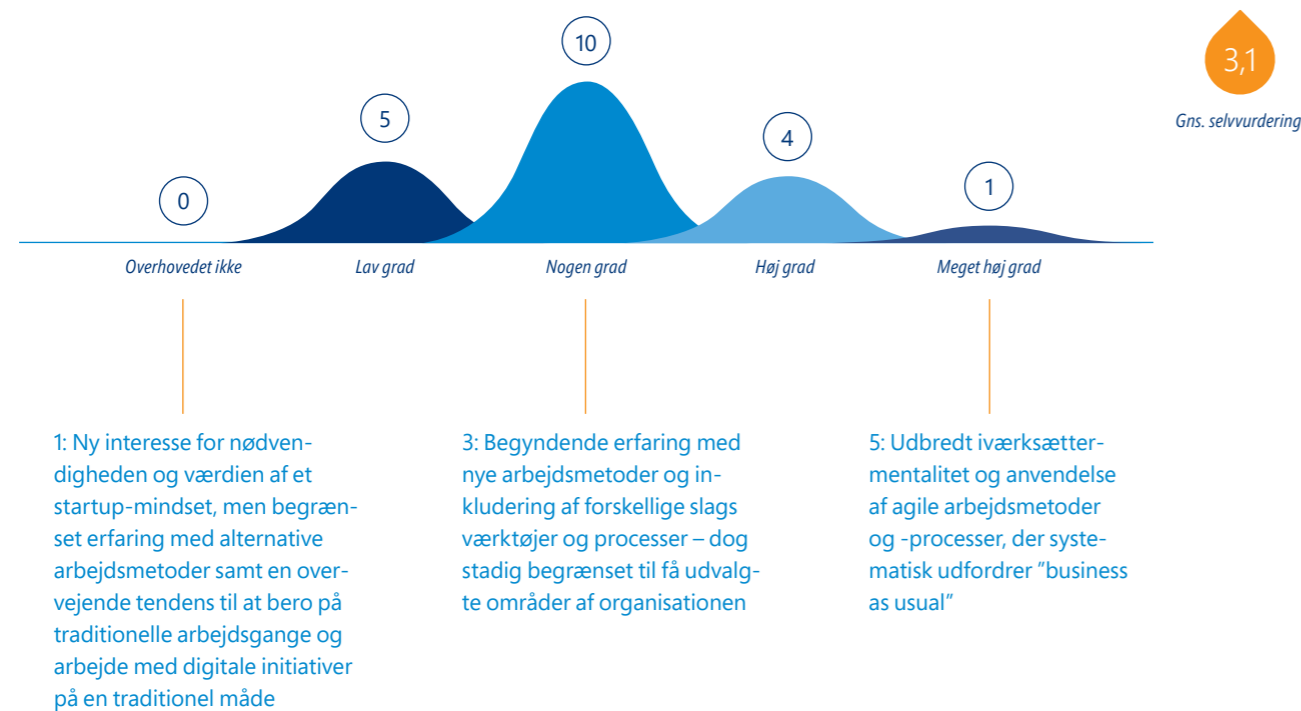 10
3,1
5
4
Gns. selvvurdering
0
1
Overhovedet ikke
Lav grad
Nogen grad
Høj grad
Meget høj grad
1: Ny interesse for nødven-
digheden og værdien af et
startup-mindset, men begræn-
set erfaring med alternative
arbejdsmetoder samt en over-
vejende tendens til at bero på
traditionelle arbejdsgange og
arbejde med digitale initiativer
på en traditionel måde
3: Begyndende erfaring med
nye arbejdsmetoder og in-
kludering af forskellige slags
værktøjer og processer – dog
stadig begrænset til få udvalg-
te områder af organisationen
5: Udbredt iværksætter-
mentalitet og anvendelse
af agile arbejdsmetoder
og -processer, der syste-
matisk udfordrer ”business
as usual”